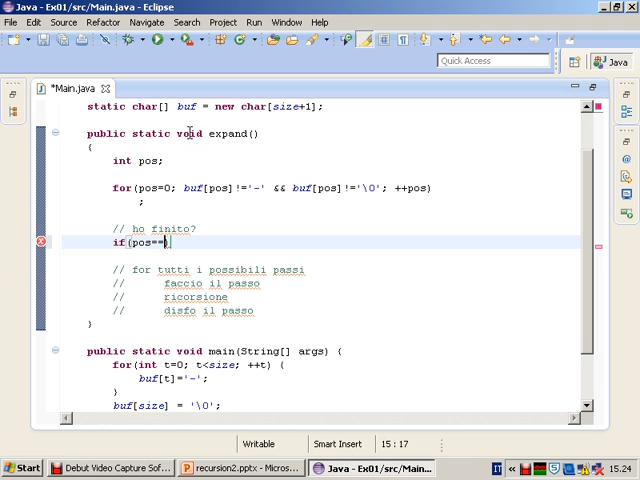 Java - Ex01/src/Main.java - Eclipse
File Edit Source Refactor Navigate Search Project Run Window Help
Quick Access
Java
*Main.java
static char[] buf = new char[size+1];
public static void expand()
{
int pos;
for(pos=0; buf[pos]!='-' && buf[pos]!='\0'; ++pos)
;
// ho finito?
if(pos==)
// for tutti i possibili passi
// faccio il passo
// ricorsione
// disfo il passo
}
public static void main(String[] args) {
for(int t=0; t<size; ++t) {
buf[t]='-';
}
buf[size] = '\0';
Writable Smart Insert 15 : 17
Start Debut Video Capture Sof... recursion2.pptx - Micros... Java - Ex01/src/Main... IT 15.24